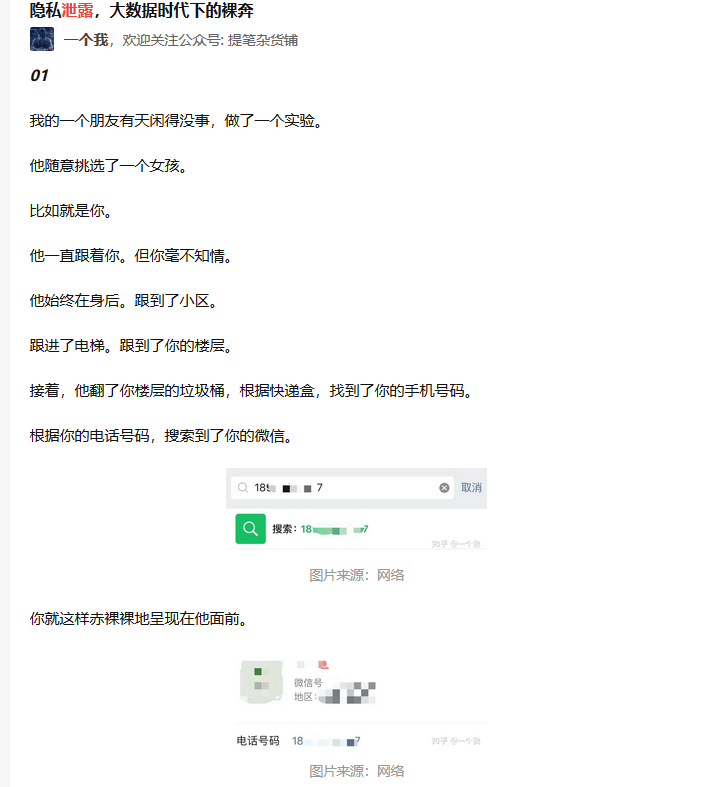 隐私泄露，大数据时代下的裸奔
一个我，欢迎关注公众号: 提笔杂货铺
01
我的一个朋友有天闲得没事，做了一个实验。
他随意挑选了一个女孩。
比如就是你。
他一直跟着你。但你毫不知情。
他始终在身后。跟到了小区。
跟进了电梯。跟到了你的楼层。
接着，他翻了你楼层的垃圾桶，根据快递盒，找到了你的手机号码。
根据你的电话号码，搜索到了你的微信。
189 7 取消
搜索：18 7
知乎 @一个我
图片来源：网络
你就这样赤裸裸地呈现在他面前。
微信号
地区：
电话号码 18 7
知乎 @一个我
图片来源：网络